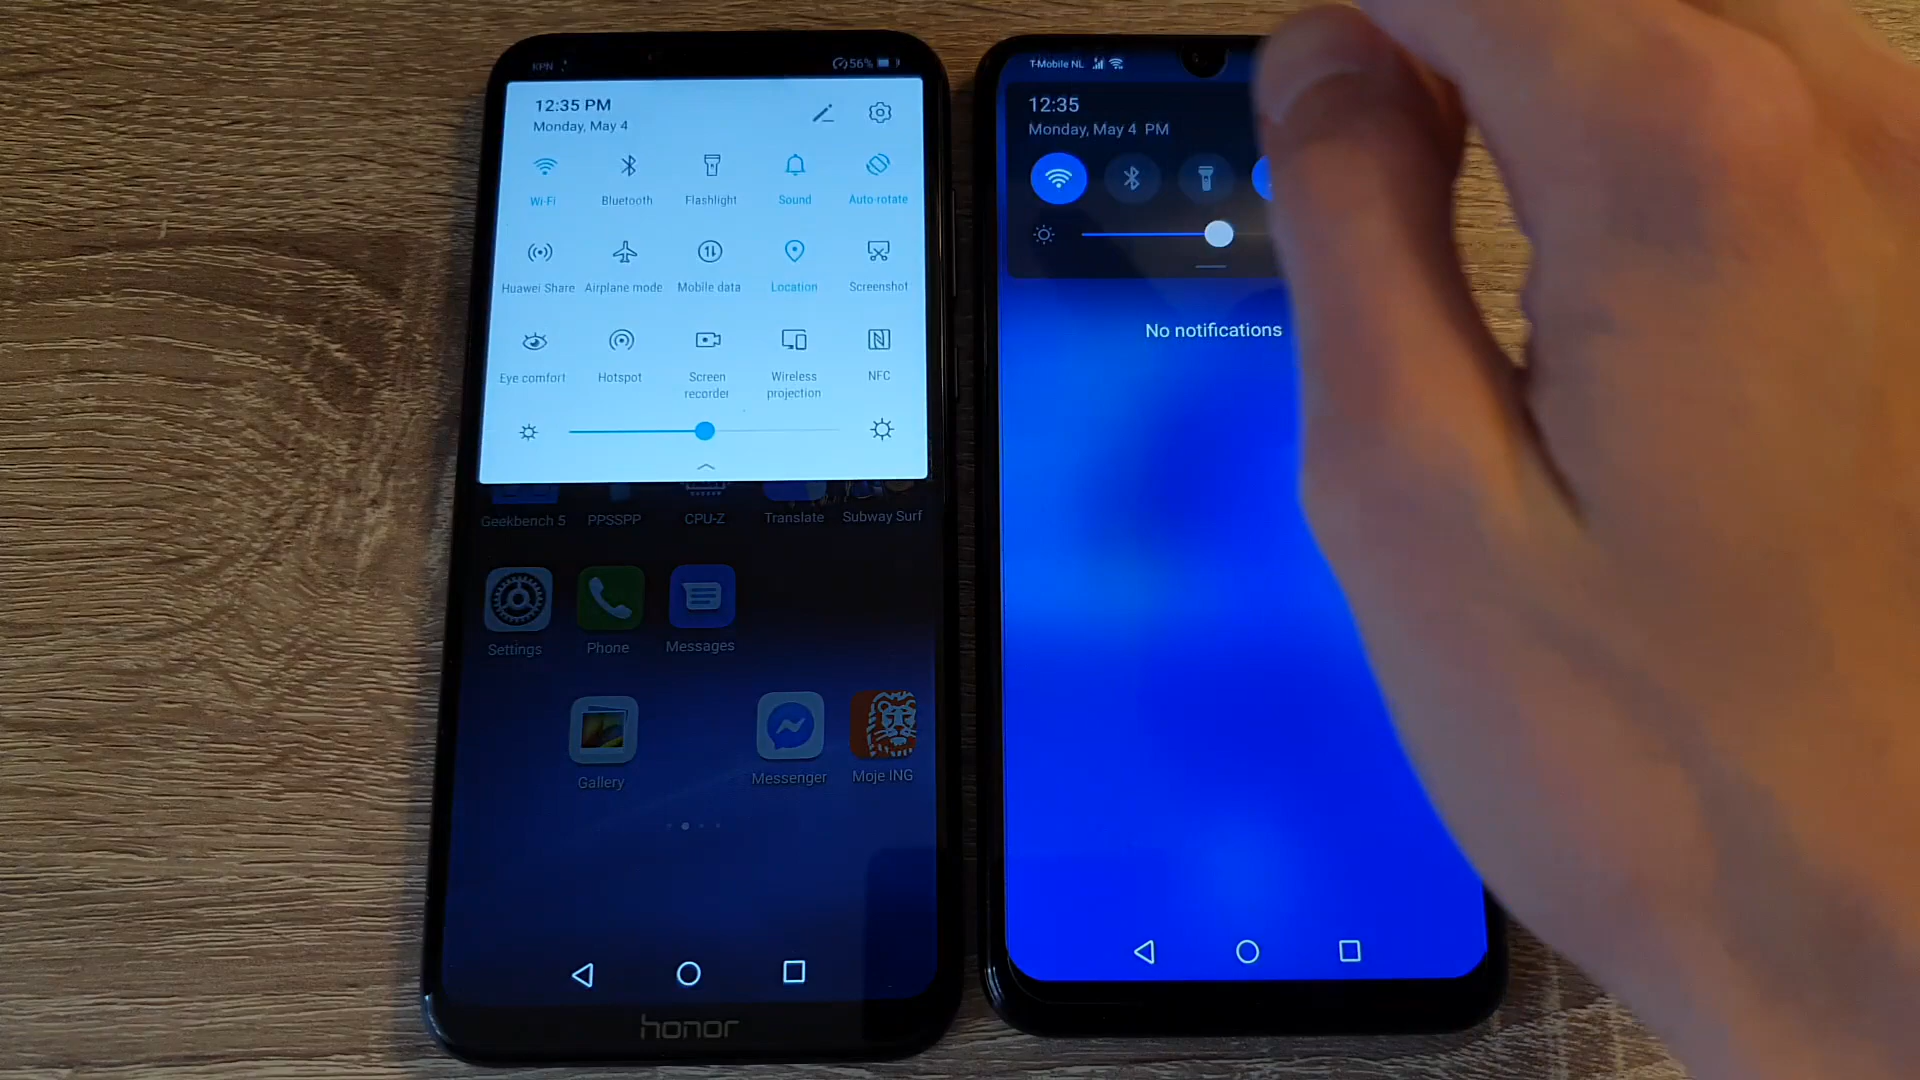 KPN
56%
12:35 PM
Monday, May 4
Wi-Fi
Bluetooth
Flashlight
Sound
Auto-rotate
Huawei Share
Airplane mode
Mobile data
Location
Screenshot
Eye comfort
Hotspot
Screen
recorder
Wireless
projection
NFC
Geekbench 5
PPSSPP
CPU-Z
Translate
Subway Surf
Settings
Phone
Messages
Gallery
Messenger
Moje ING
honor
T-Mobile NL
12:35
Monday, May 4 PM
No notifications